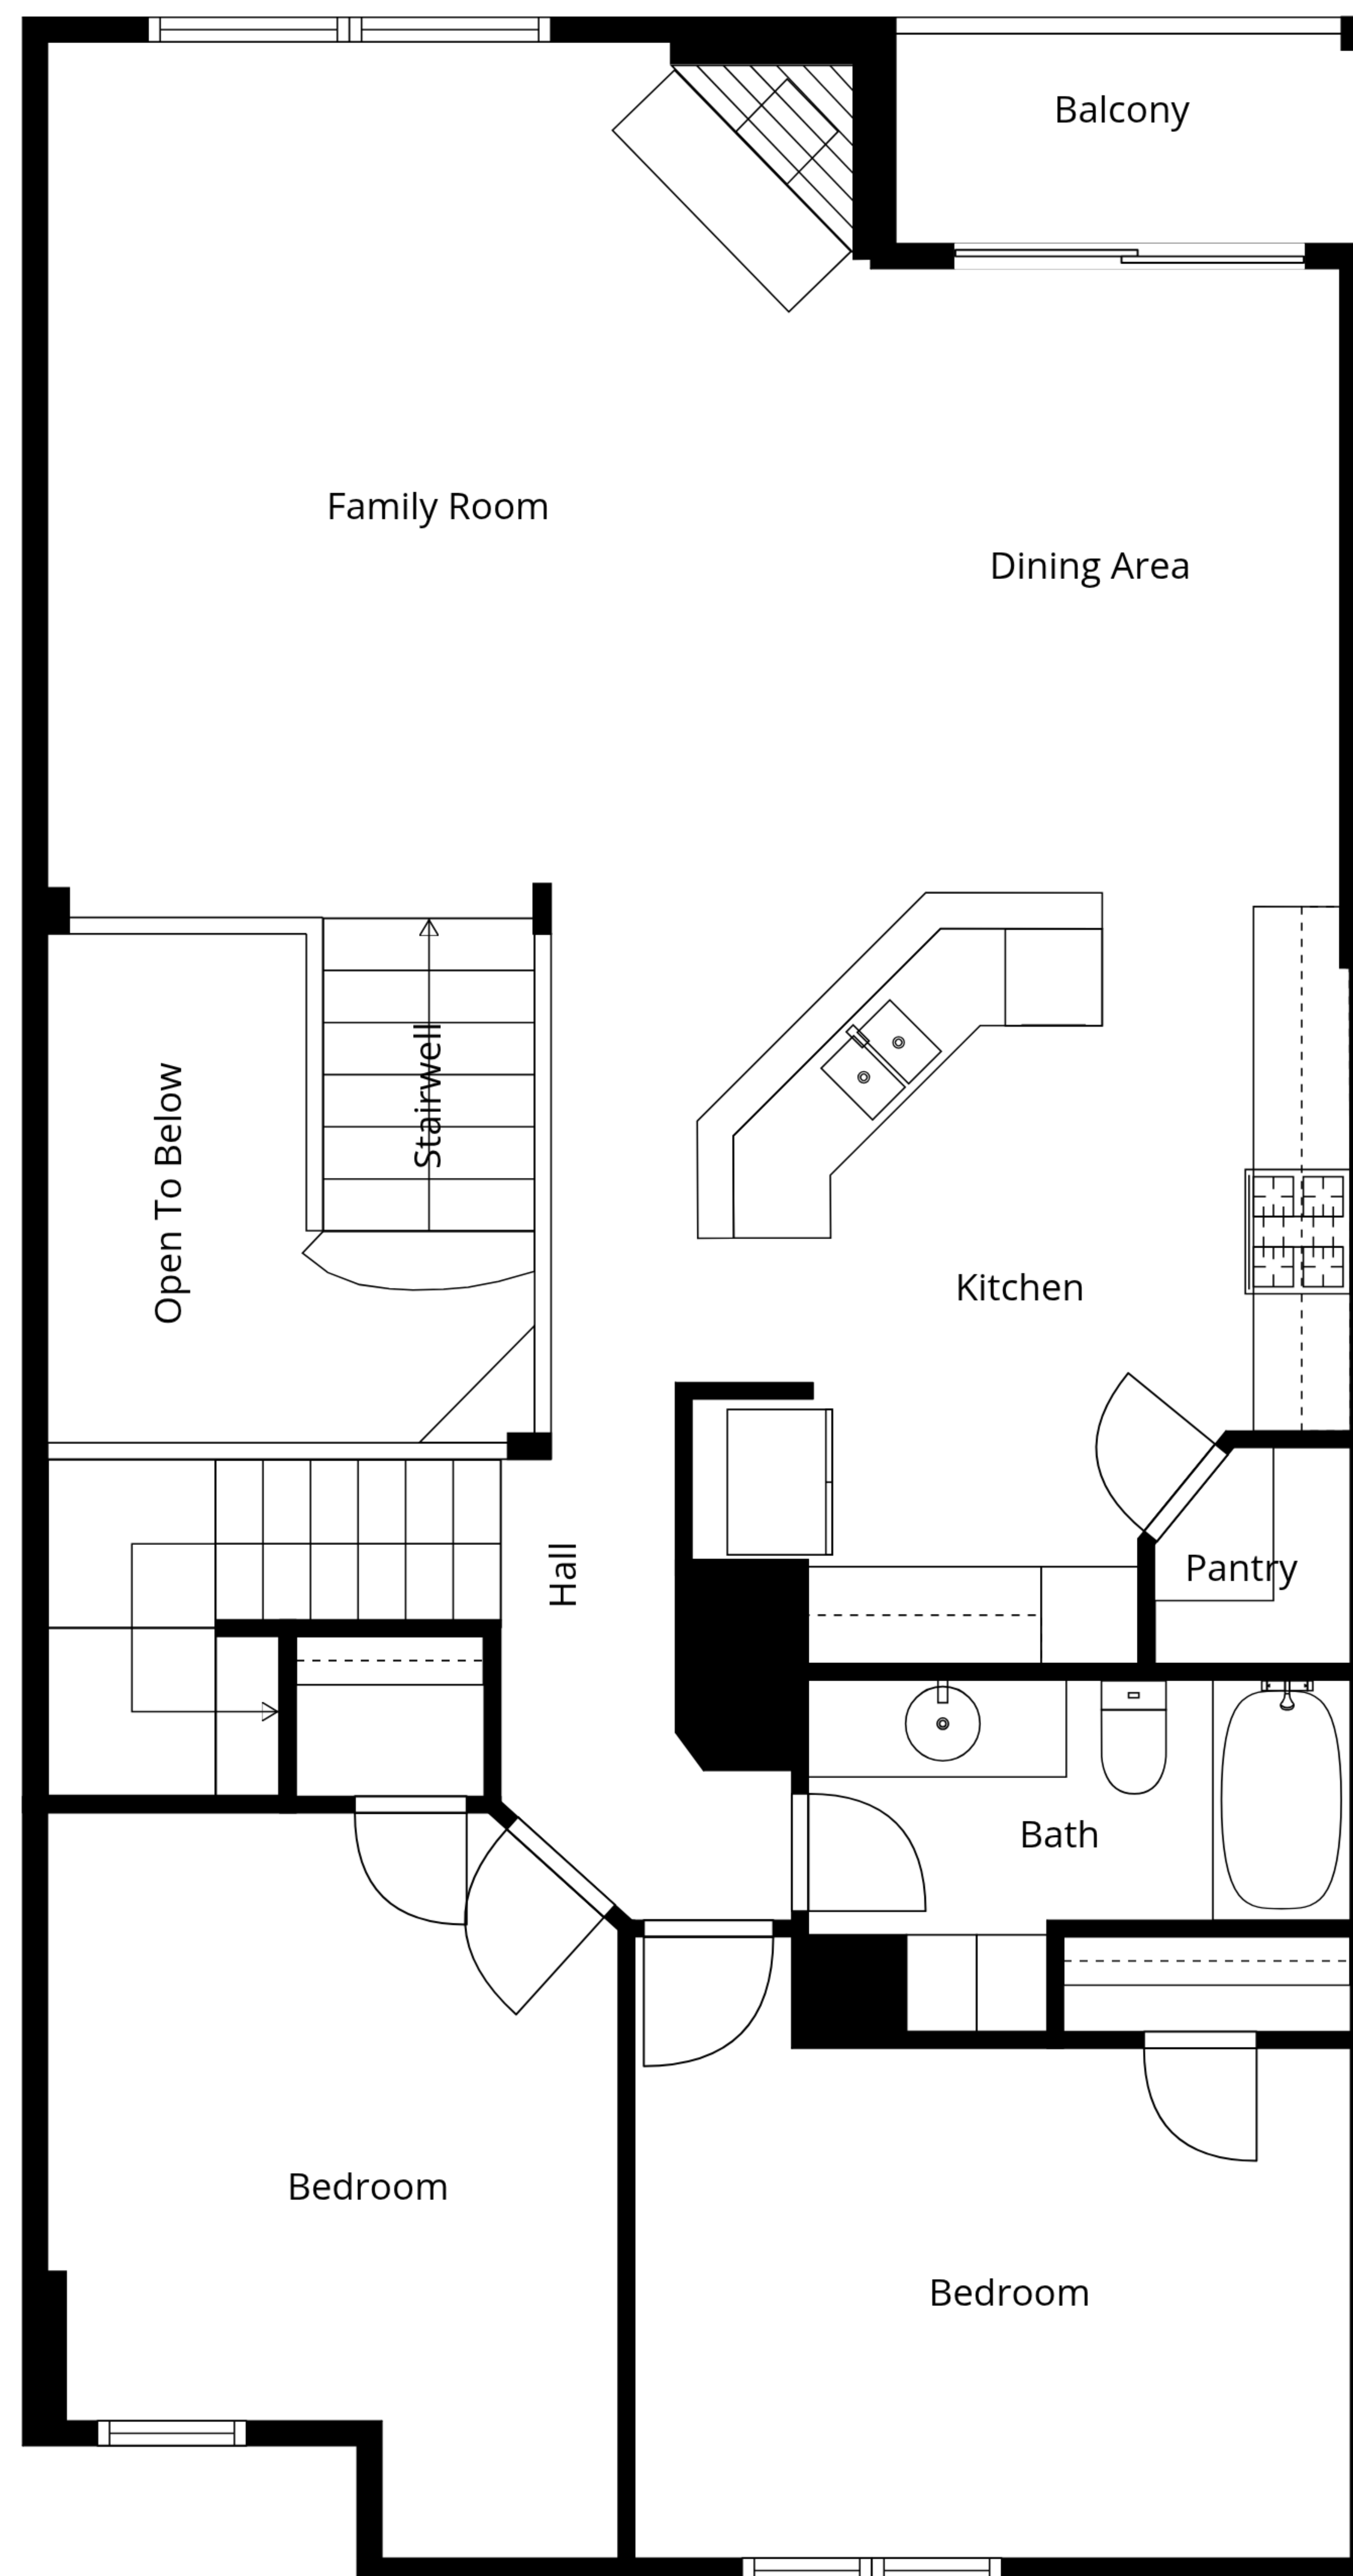 Balcony
Family Room
Dining Area
Stairwell
Open To Below
Kitchen
Hall
Pantry
Bath
Bedroom
Bedroom